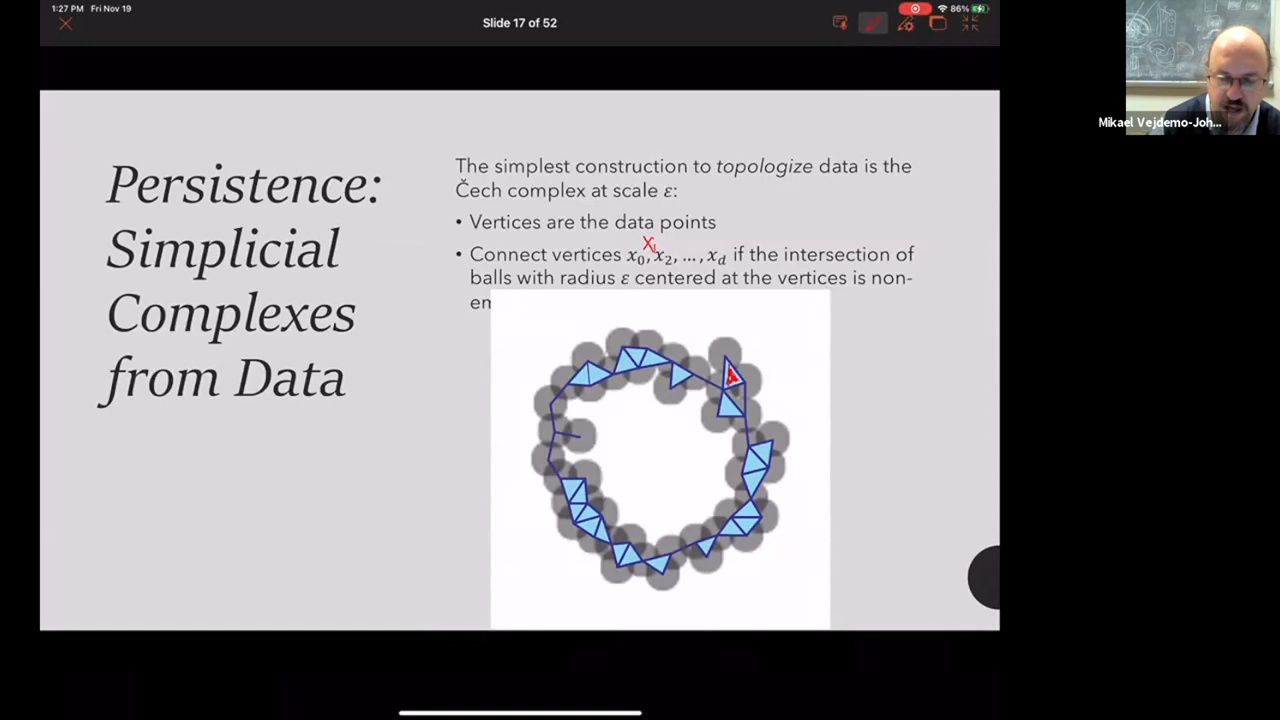 1:27 PM Fri Nov 19
86%
Slide 17 of 52
Mikael Vejdemo-Joh...
Persistence:
Simplicial
Complexes
from Data
The simplest construction to topologize data is the
Čech complex at scale ε:
• Vertices are the data points
X₁
• Connect vertices x₀, x₂, ..., x_d if the intersection of
balls with radius ε centered at the vertices is non-
em